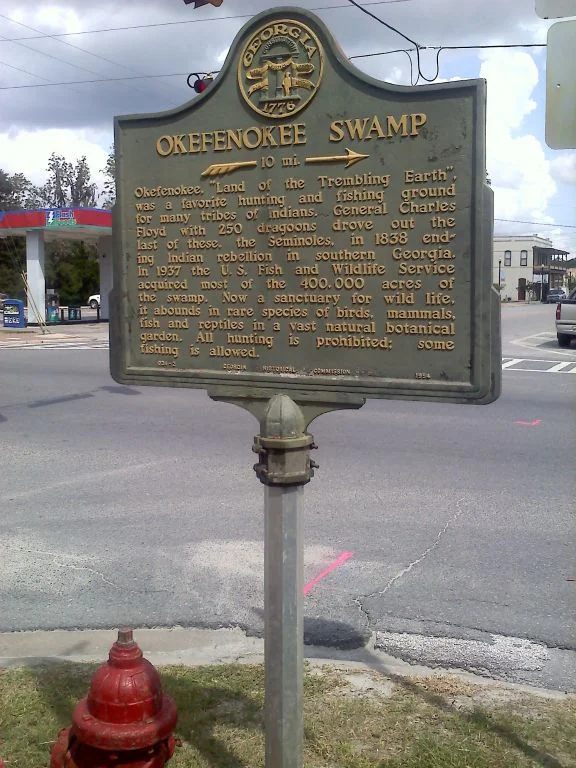 GEORGIA
1776
OKEFENOKEE SWAMP
10 mi.
Okefenokee, "Land of the Trembling Earth",
was a favorite hunting and fishing ground
for many tribes of Indians. General Charles
Floyd with 250 dragoons drove out the
last of these, the Seminoles, in 1838 end-
ing Indian rebellion in southern Georgia.
In 1937 the U. S. Fish and Wildlife Service
acquired most of the 400,000 acres of
the swamp. Now a sanctuary for wild life,
it abounds in rare species of birds, mammals,
fish and reptiles in a vast natural botanical
garden. All hunting is prohibited; some
fishing is allowed.
024-2 GEORGIA HISTORICAL COMMISSION 1954
Flash